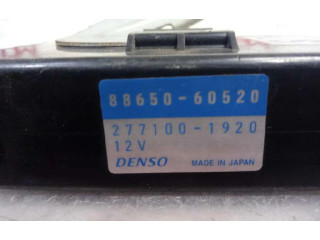 88650-60520
277100-1920
12V
DENSO MADE IN JAPAN